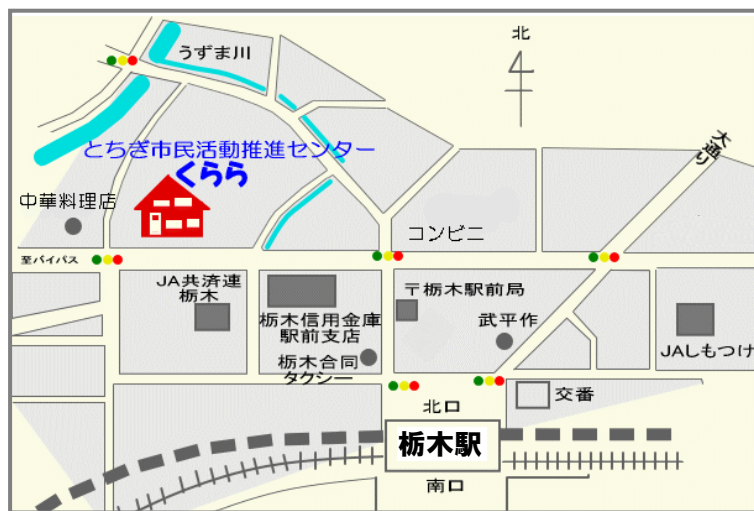 北
うずま川
大通り
とちぎ市民活動推進センター
くらら
中華料理店
コンビニ
至バイパス
JA共済連
栃木
栃木信用金庫
駅前支店
〒栃木駅前局
武平作
JAしもつけ
栃木合同
タクシー
交番
北口
栃木駅
南口